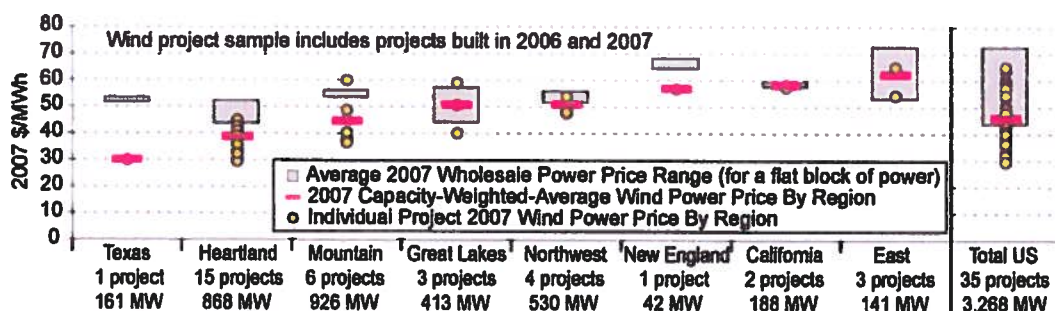 80
70
60
50
40
30
20
10
0
2007 $/MWh
Wind project sample includes projects built in 2006 and 2007
Average 2007 Wholesale Power Price Range (for a flat block of power)
2007 Capacity-Weighted-Average Wind Power Price By Region
Individual Project 2007 Wind Power Price By Region
Texas Heartland Mountain Great Lakes Northwest New England California East Total US
1 project 15 projects 6 projects 3 projects 4 projects 1 project 2 projects 3 projects 35 projects
161 MW 868 MW 926 MW 413 MW 530 MW 42 MW 188 MW 141 MW 3,268 MW